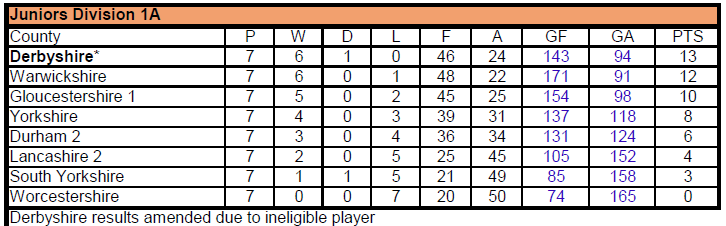 Juniors Division 1A
County P W D L F A GF GA PTS
Derbyshire* 7 6 1 0 46 24 143 94 13
Warwickshire 7 6 0 1 48 22 171 91 12
Gloucestershire 1 7 5 0 2 45 25 154 98 10
Yorkshire 7 4 0 3 39 31 137 118 8
Durham 2 7 3 0 4 36 34 131 124 6
Lancashire 2 7 2 0 5 25 45 105 152 4
South Yorkshire 7 1 1 5 21 49 85 158 3
Worcestershire 7 0 0 7 20 50 74 165 0
Derbyshire results amended due to ineligible player